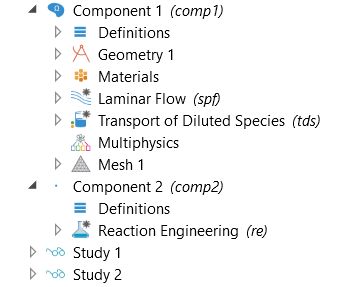 Component 1 (comp1)
Definitions
Geometry 1
Materials
Laminar Flow (spf)
Transport of Diluted Species (tds)
Multiphysics
Mesh 1
Component 2 (comp2)
Definitions
Reaction Engineering (re)
Study 1
Study 2